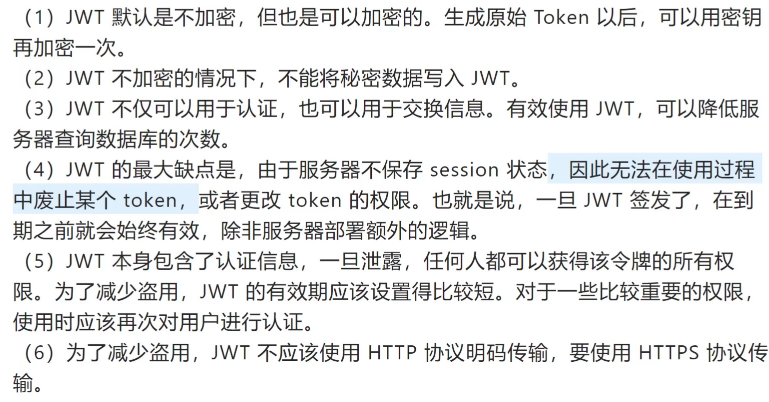 （1）JWT 默认是不加密，但也是可以加密的。生成原始 Token 以后，可以用密钥
再加密一次。
（2）JWT 不加密的情况下，不能将秘密数据写入 JWT。
（3）JWT 不仅可以用于认证，也可以用于交换信息。有效使用 JWT，可以降低服
务器查询数据库的次数。
（4）JWT 的最大缺点是，由于服务器不保存 session 状态，因此无法在使用过程
中废止某个 token，或者更改 token 的权限。也就是说，一旦 JWT 签发了，在到
期之前就会始终有效，除非服务器部署额外的逻辑。
（5）JWT 本身包含了认证信息，一旦泄露，任何人都可以获得该令牌的所有权
限。为了减少盗用，JWT 的有效期应该设置得比较短。对于一些比较重要的权限，
使用时应该再次对用户进行认证。
（6）为了减少盗用，JWT 不应该使用 HTTP 协议明码传输，要使用 HTTPS 协议传
输。